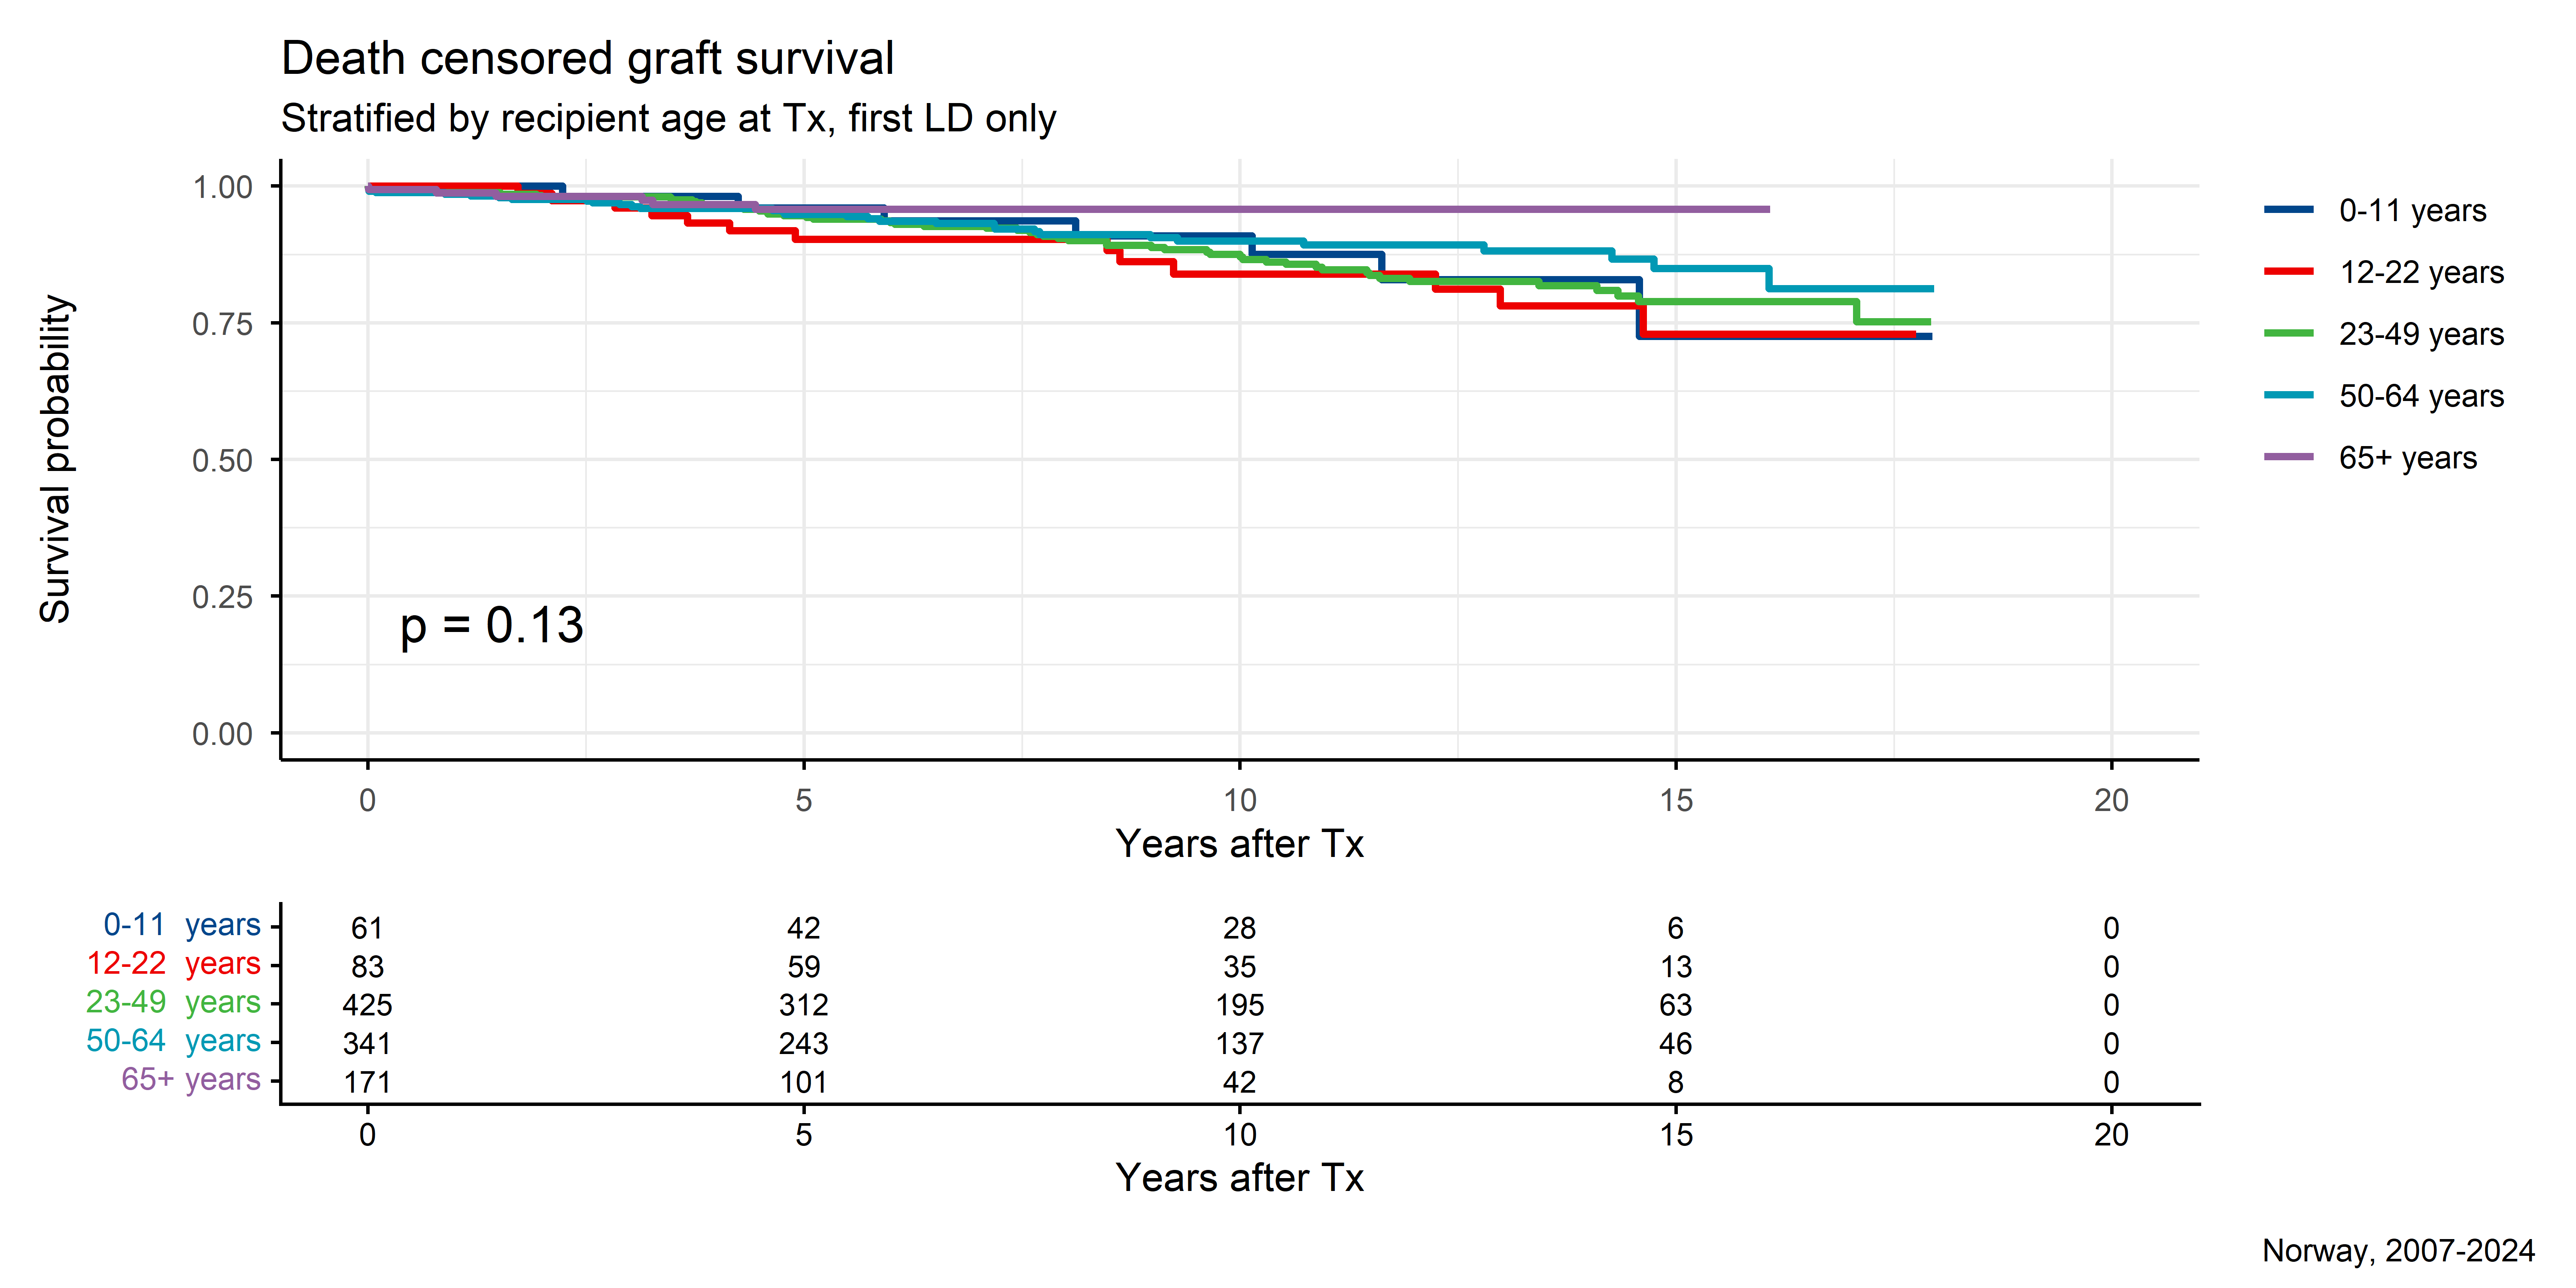 Death censored graft survival
Stratified by recipient age at Tx, first LD only
Survival probability
1.00
0.75
0.50
0.25
0.00
p = 0.13
0 5 10 15 20
Years after Tx
0-11 years
12-22 years
23-49 years
50-64 years
65+ years
0-11 years 61 42 28 6 0
12-22 years 83 59 35 13 0
23-49 years 425 312 195 63 0
50-64 years 341 243 137 46 0
65+ years 171 101 42 8 0
0 5 10 15 20
Years after Tx
Norway, 2007-2024